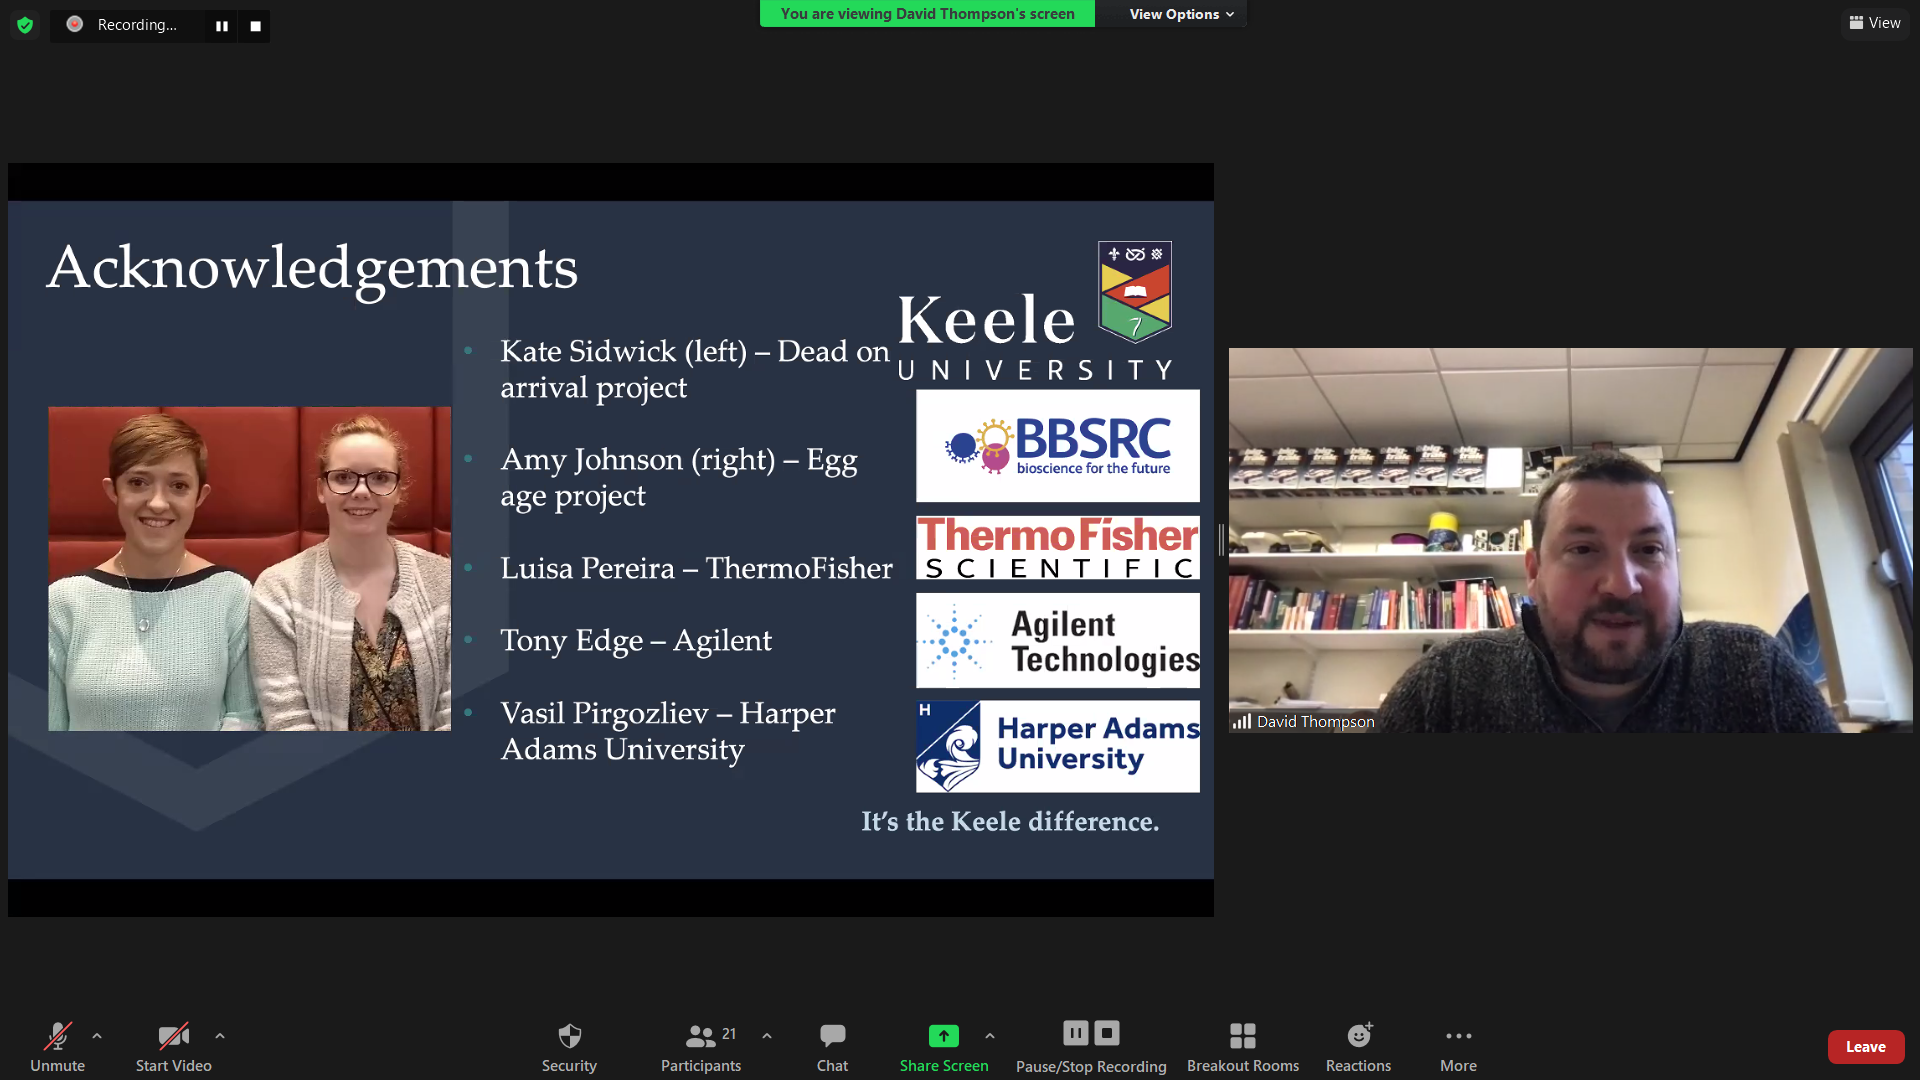 Recording...
You are viewing David Thompson's screen
View Options
View
Acknowledgements
Kate Sidwick (left) – Dead on
arrival project
Amy Johnson (right) – Egg
age project
Luisa Pereira – ThermoFisher
Tony Edge – Agilent
Vasil Pirgozliev – Harper
Adams University
Keele
UNIVERSITY
BBSRC
bioscience for the future
ThermoFisher
SCIENTIFIC
Agilent
Technologies
H
Harper Adams
University
It's the Keele difference.
David Thompson
Unmute
Start Video
Security
21
Participants
Chat
Share Screen
Pause/Stop Recording
Breakout Rooms
Reactions
More
Leave